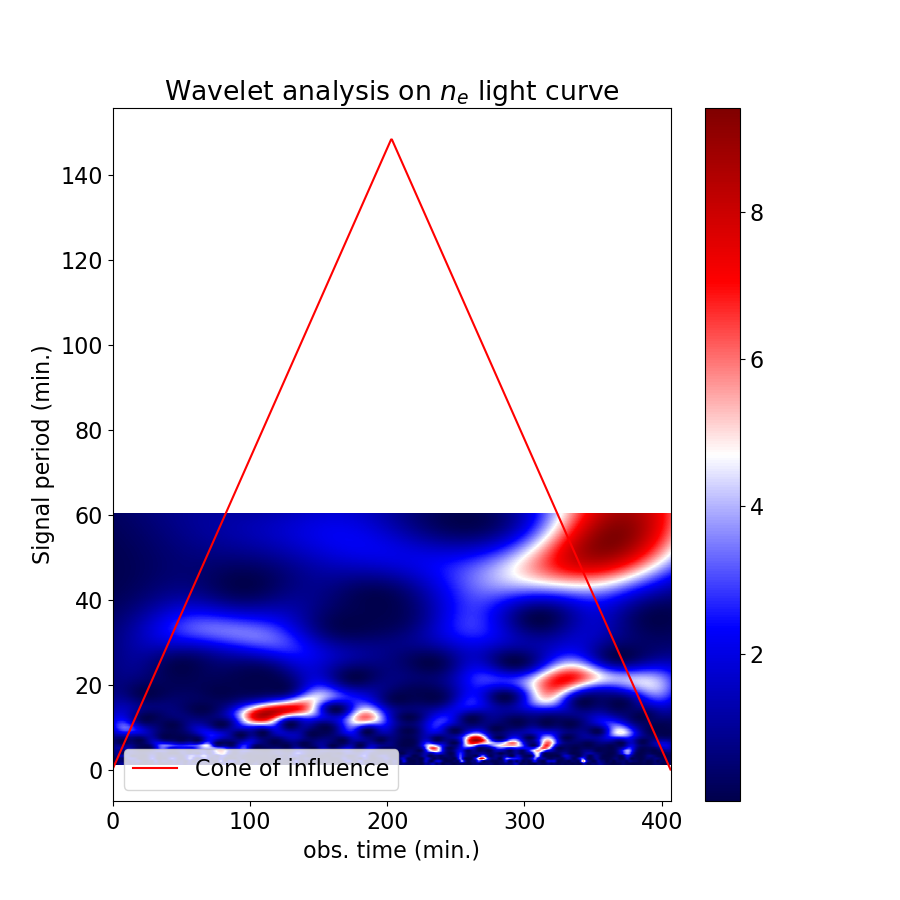 Wavelet analysis on n_e light curve
Signal period (min.)
140
120
100
80
60
40
20
0
Cone of influence
0 100 200 300 400
obs. time (min.)
8
6
4
2